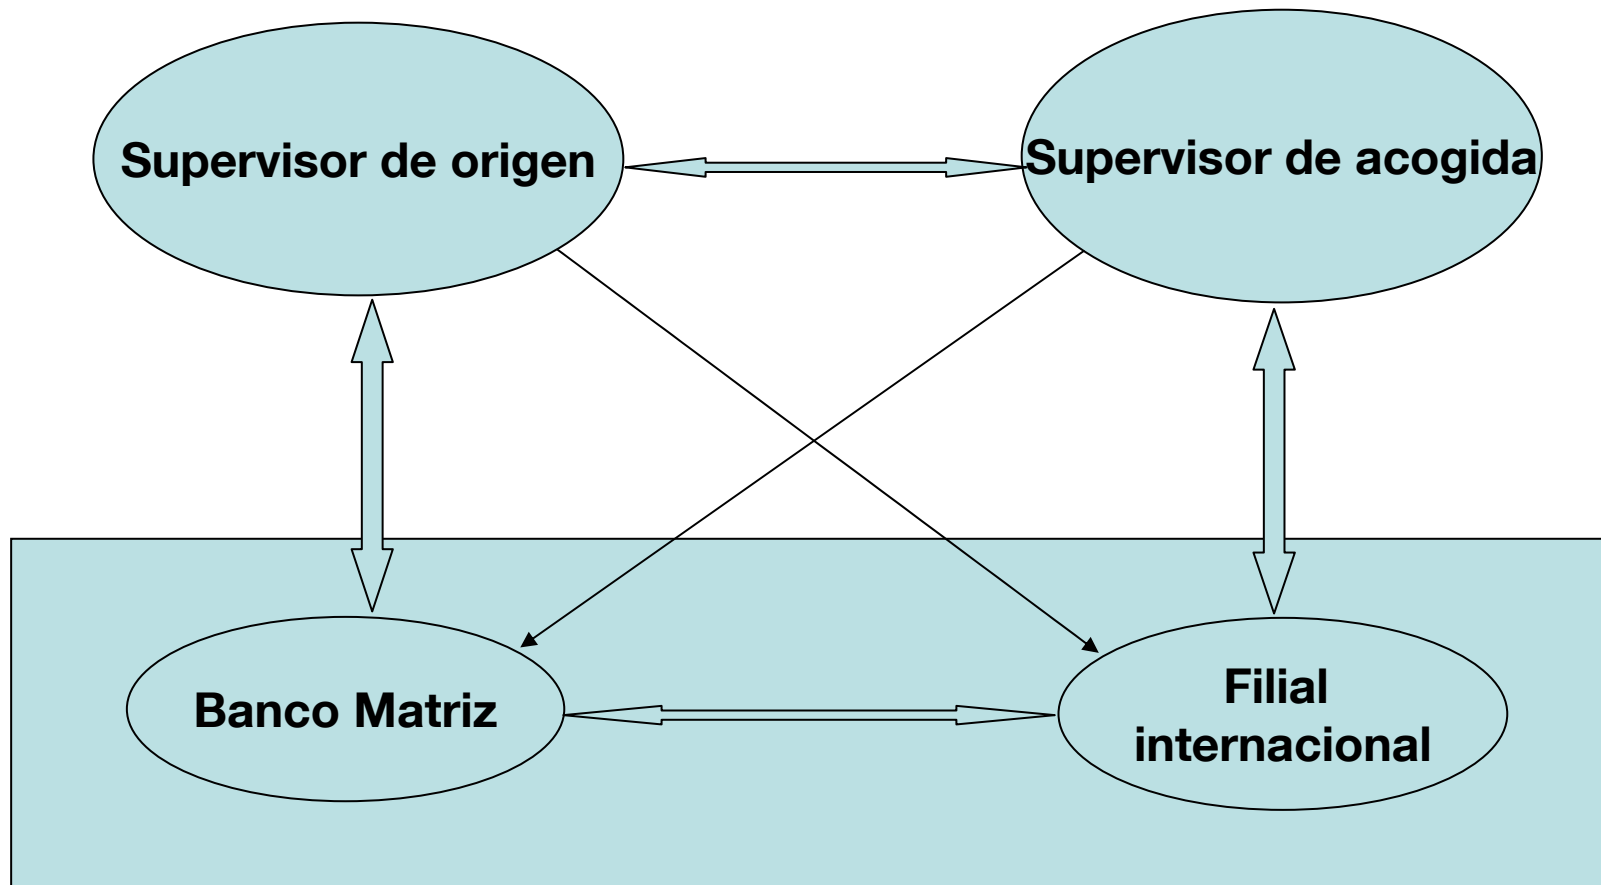 Supervisor de origen
Supervisor de acogida
Banco Matriz
Filial
internacional